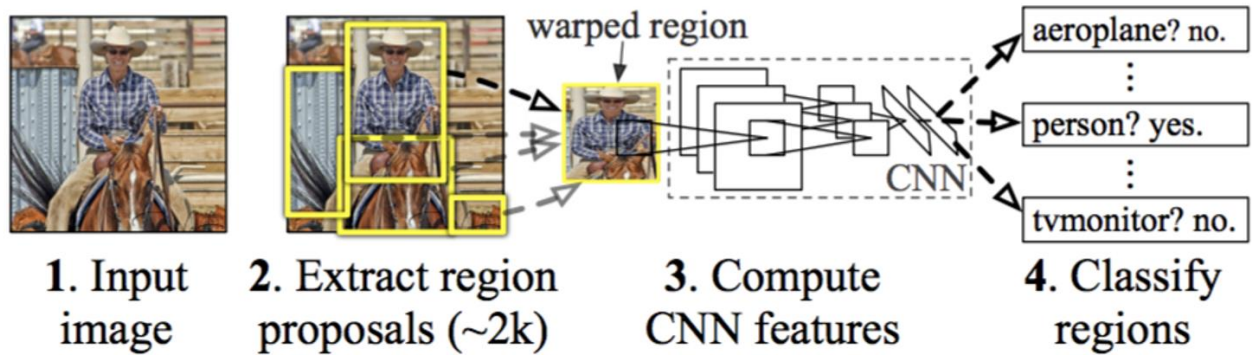 warped region
aeroplane? no.
⋮
person? yes.
⋮
tvmonitor? no.
CNN
1. Input
image
2. Extract region
proposals (~2k)
3. Compute
CNN features
4. Classify
regions